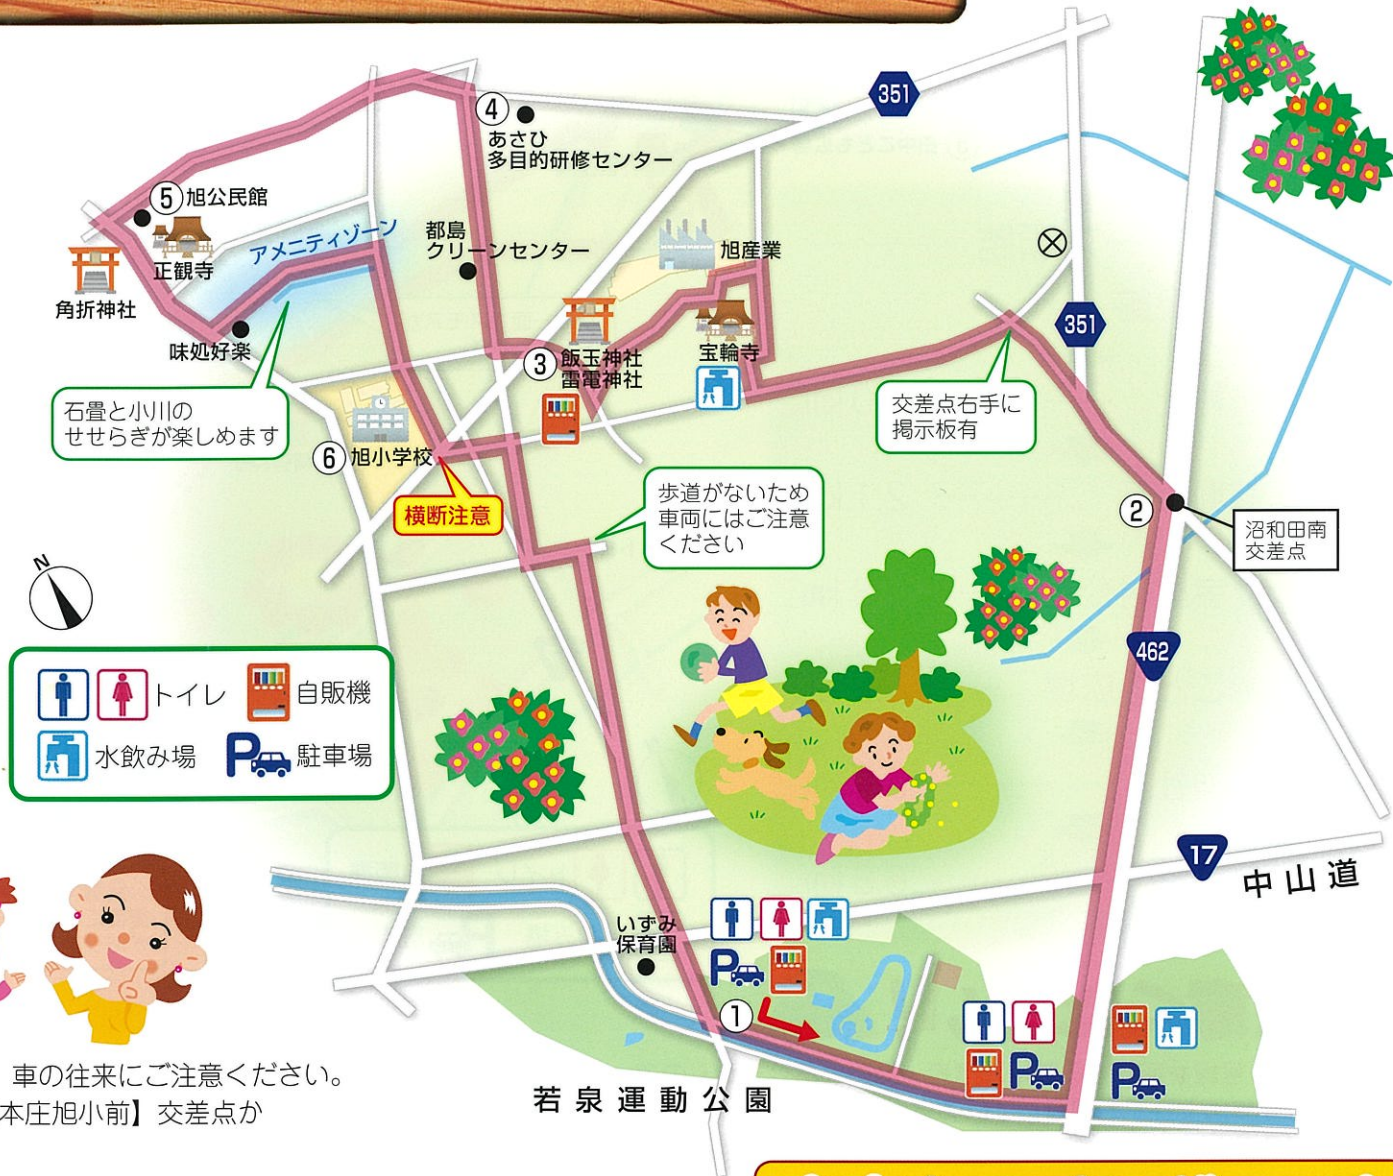 351
④
あさひ
多目的研修センター
⑤旭公民館
正観寺
角折神社
アメニティゾーン
都島
クリーンセンター
旭産業
351
味処好楽
③
飯玉神社
雷電神社
宝輪寺
石畳と小川の
せせらぎが楽しめます
交差点右手に
掲示板有
⑥旭小学校
横断注意
歩道がないため
車両にはご注意
ください
②
沼和田南
交差点
N
462
トイレ
自販機
水飲み場
P
駐車場
17
中山道
いずみ
保育園
P
①
P
P
若泉運動公園
車の往来にご注意ください。
本庄旭小前】交差点か